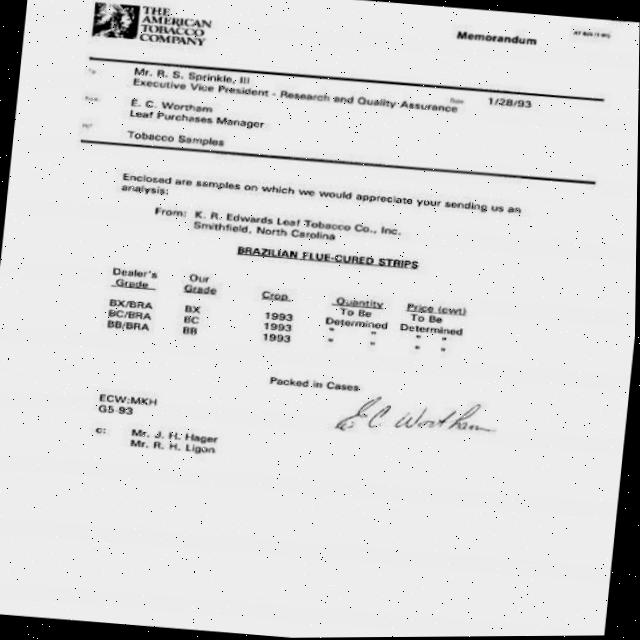 THE
AMERICAN
TOBACCO
COMPANY
Memorandum
To: Mr. R. S. Sprinkle, III
Executive Vice President - Research and Quality Assurance
Date 1/28/93
From: E. C. Wortham
Leaf Purchases Manager
Tobacco Samples
Enclosed are samples on which we would appreciate your sending us an
analysis:
From: K. R. Edwards Leaf Tobacco Co., Inc.
Smithfield, North Carolina
BRAZILIAN FLUE-CURED STRIPS
Dealer's Grade Our Grade Crop Quantity Price (cwt)
BX/BRA BX 1993 To Be Determined To Be Determined
BC/BRA BC 1993 " " " "
BB/BRA BB 1993 " " " "
Packed in Cases
ECW:MKH
G5-93
E C Wortham
c: Mr. J. H. Hager
Mr. R. H. Ligon